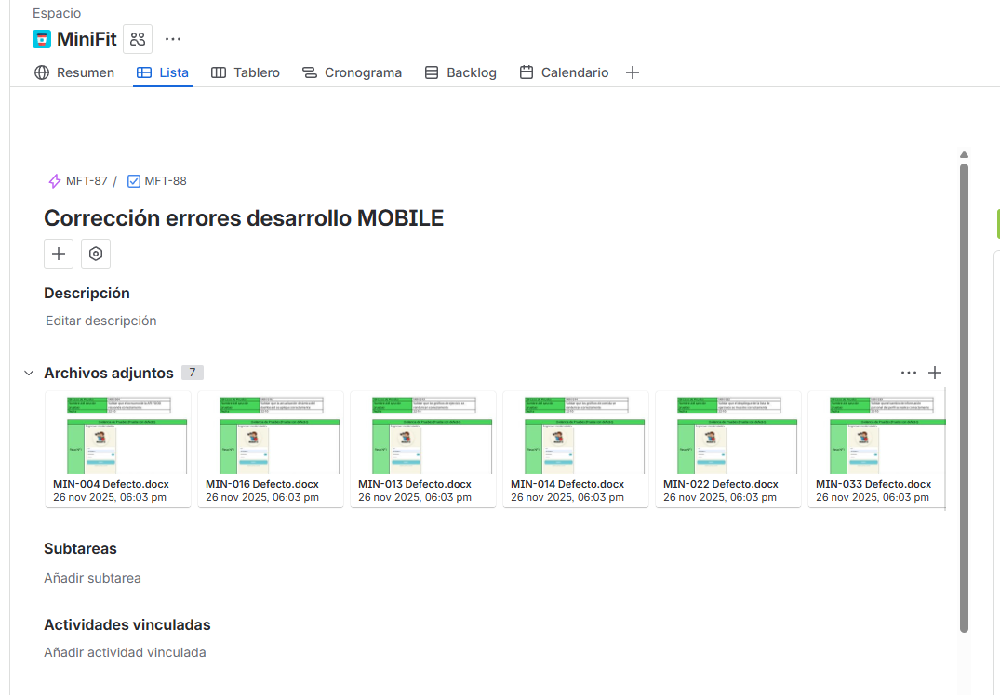 Espacio
MiniFit
Resumen Lista Tablero Cronograma Backlog Calendario
MFT-87 / MFT-88
Corrección errores desarrollo MOBILE
Descripción
Editar descripción
Archivos adjuntos 7
MIN-004 Defecto.docx MIN-016 Defecto.docx MIN-013 Defecto.docx MIN-014 Defecto.docx MIN-022 Defecto.docx MIN-033 Defecto.docx
26 nov 2025, 06:03 pm 26 nov 2025, 06:03 pm 26 nov 2025, 06:03 pm 26 nov 2025, 06:03 pm 26 nov 2025, 06:03 pm 26 nov 2025, 06:03 pm
Subtareas
Añadir subtarea
Actividades vinculadas
Añadir actividad vinculada